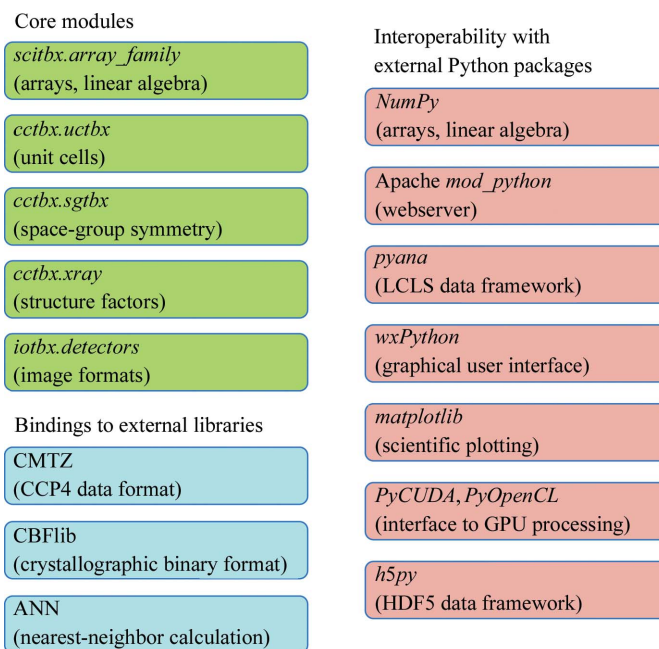 Core modules
scitbx.array_family
(arrays, linear algebra)
cctbx.uctbx
(unit cells)
cctbx.sgtbx
(space-group symmetry)
cctbx.xray
(structure factors)
iotbx.detectors
(image formats)
Bindings to external libraries
CMTZ
(CCP4 data format)
CBFlib
(crystallographic binary format)
ANN
(nearest-neighbor calculation)
Interoperability with
external Python packages
NumPy
(arrays, linear algebra)
Apache mod_python
(webserver)
pyana
(LCLS data framework)
wxPython
(graphical user interface)
matplotlib
(scientific plotting)
PyCUDA, PyOpenCL
(interface to GPU processing)
h5py
(HDF5 data framework)